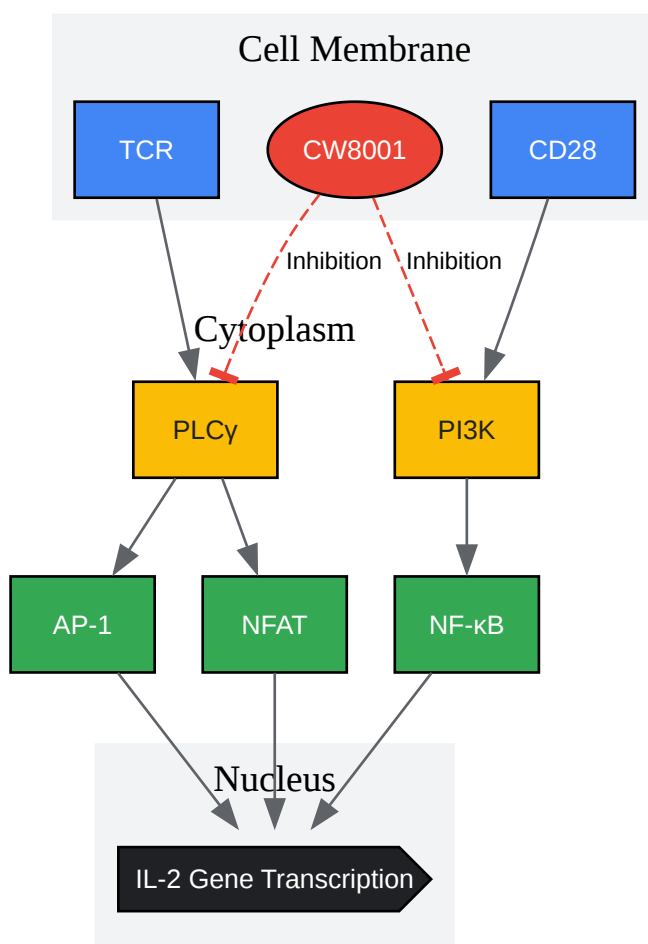 Cell Membrane
TCR
CW8001
CD28
Inhibition
Inhibition
Cytoplasm
PLCγ
PI3K
AP-1
NFAT
NF-κB
Nucleus
IL-2 Gene Transcription